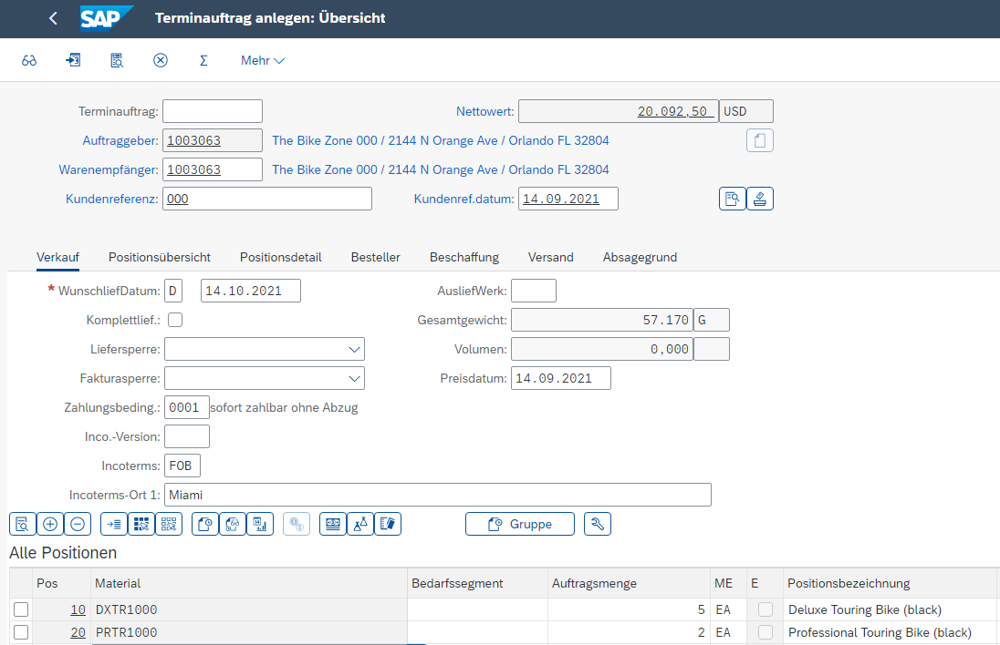 SAP Terminauftrag anlegen: Übersicht
Σ Mehr
Terminauftrag: Nettowert: 20.092,50 USD
Auftraggeber: 1003063 The Bike Zone 000 / 2144 N Orange Ave / Orlando FL 32804
Warenempfänger: 1003063 The Bike Zone 000 / 2144 N Orange Ave / Orlando FL 32804
Kundenreferenz: 000 Kundenref.datum: 14.09.2021
Verkauf Positionsübersicht Positionsdetail Besteller Beschaffung Versand Absagegrund
* WunschliefDatum: D 14.10.2021 AusliefWerk:
Komplettlief.: Gesamtgewicht: 57.170 G
Liefersperre: Volumen: 0,000
Fakturasperre: Preisdatum: 14.09.2021
Zahlungsbeding.: 0001 sofort zahlbar ohne Abzug
Inco.-Version:
Incoterms: FOB
Incoterms-Ort 1: Miami
Gruppe
Alle Positionen
Pos Material Bedarfssegment Auftragsmenge ME E Positionsbezeichnung
10 DXTR1000 5 EA Deluxe Touring Bike (black)
20 PRTR1000 2 EA Professional Touring Bike (black)